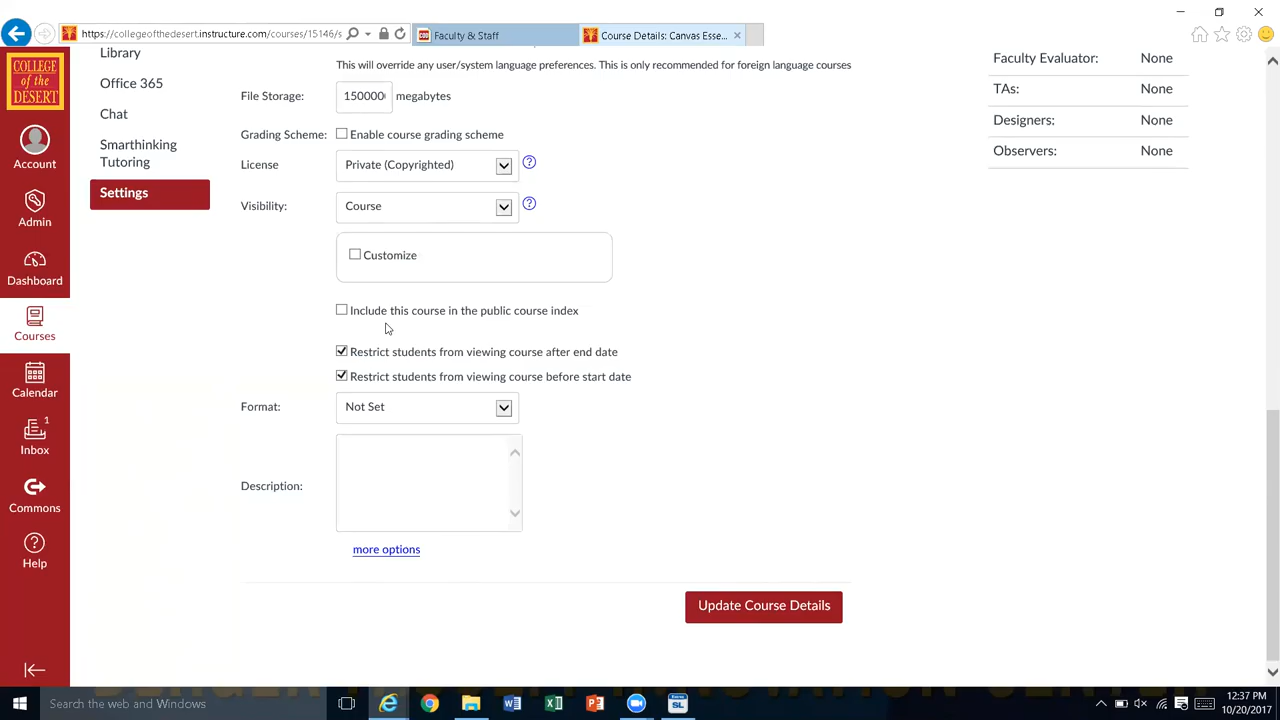 https://collegeofthedesert.instructure.com/courses/15146/s
Faculty & Staff
Course Details: Canvas Esse...
COLLEGE
of the
DESERT
Account
Admin
Dashboard
Courses
Calendar
1
Inbox
Commons
Help
Library
Office 365
Chat
Smarthinking
Tutoring
Settings
This will override any user/system language preferences. This is only recommended for foreign language courses
File Storage: 150000 megabytes
Grading Scheme: Enable course grading scheme
License Private (Copyrighted) ?
Visibility: Course ?
Customize
Include this course in the public course index
Restrict students from viewing course after end date
Restrict students from viewing course before start date
Format: Not Set
Description:
more options
Update Course Details
Faculty Evaluator: None
TAs: None
Designers: None
Observers: None
Search the web and Windows
12:37 PM
10/20/2017